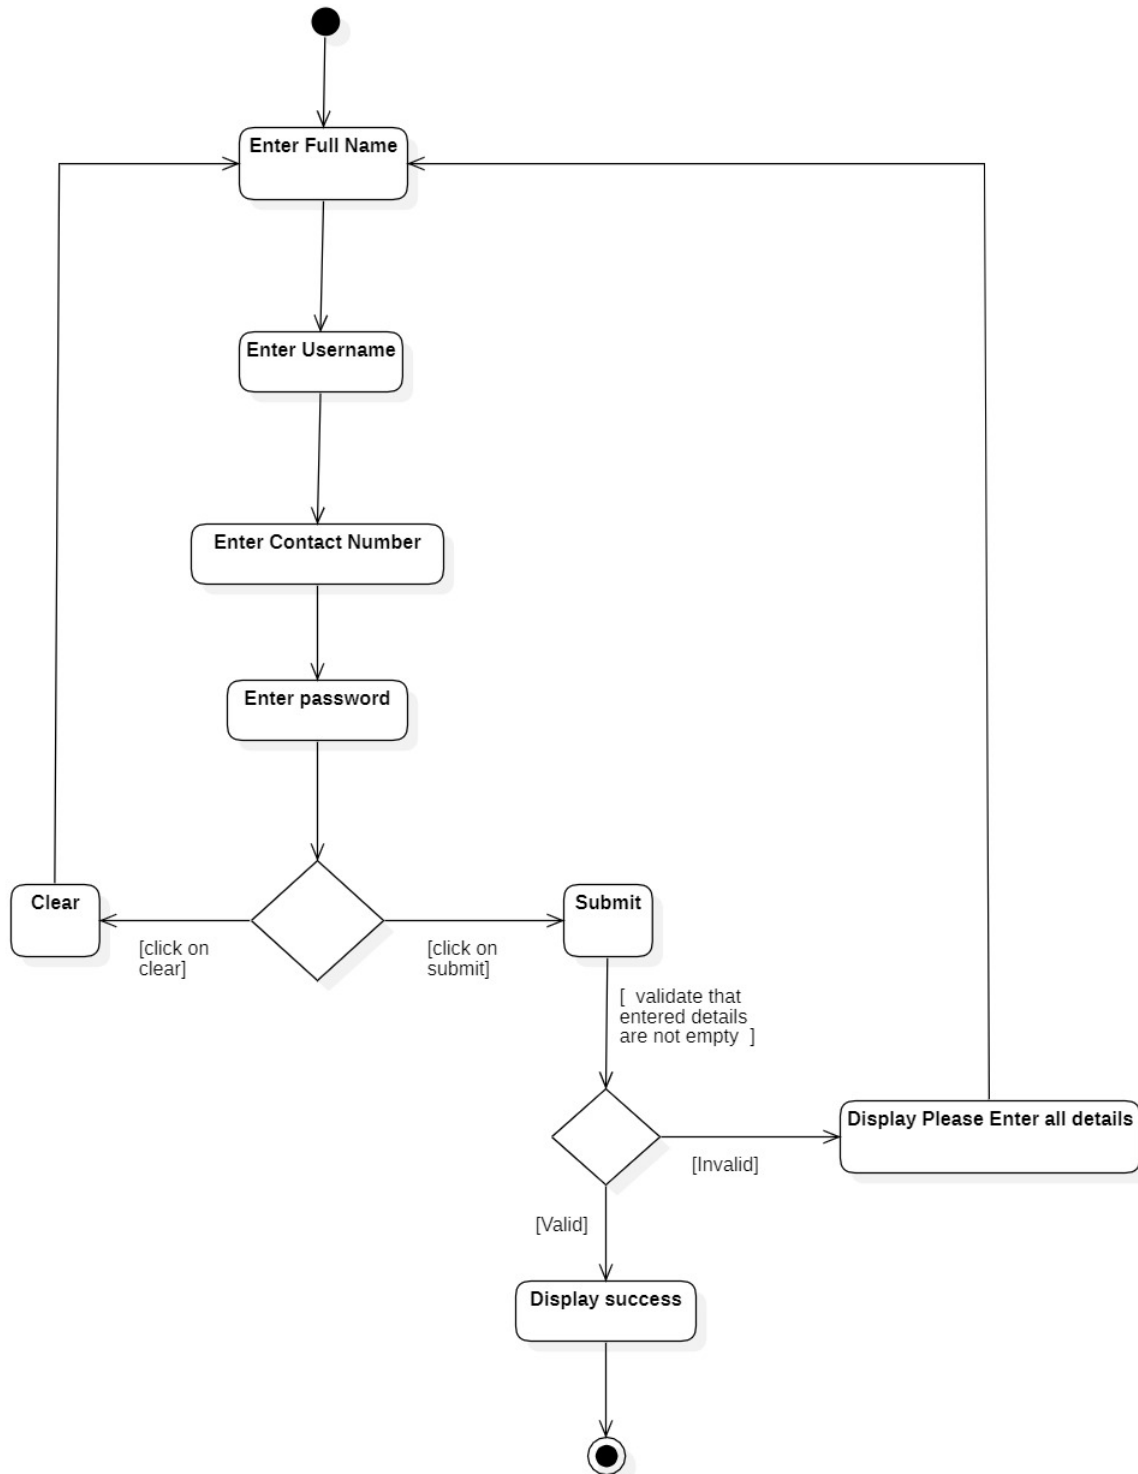 Enter Full Name
Enter Username
Enter Contact Number
Enter password
Clear
Submit
[click on
clear]
[click on
submit]
[  validate that
entered details
are not empty  ]
Display Please Enter all details
[Invalid]
[Valid]
Display success